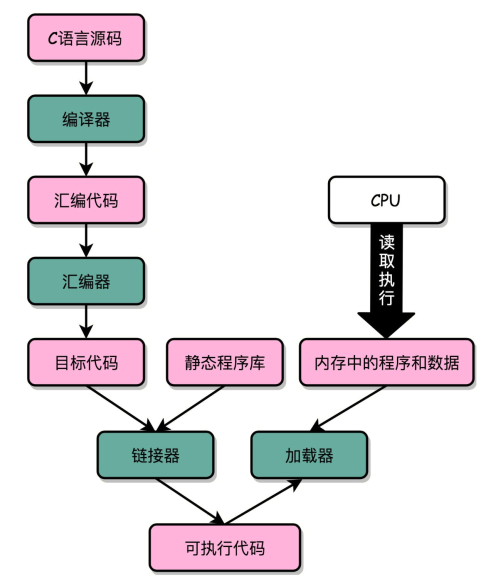 C语言源码
编译器
汇编代码
CPU
汇编器
读取执行
目标代码
静态程序库
内存中的程序和数据
链接器
加载器
可执行代码